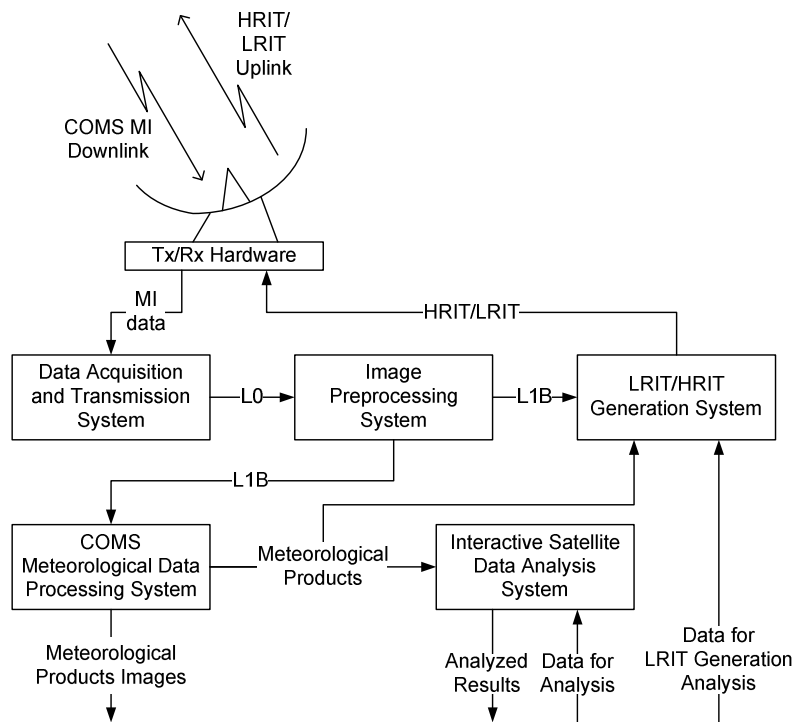 HRIT/
LRIT
Uplink
COMS MI
Downlink
Tx/Rx Hardware
MI
data
HRIT/LRIT
Data Acquisition
and Transmission
System
L0
Image
Preprocessing
System
L1B
LRIT/HRIT
Generation System
L1B
COMS
Meteorological Data
Processing System
Meteorological
Products
Interactive Satellite
Data Analysis
System
Meteorological
Products Images
Analyzed
Results
Data for
Analysis
Data for
LRIT Generation
Analysis